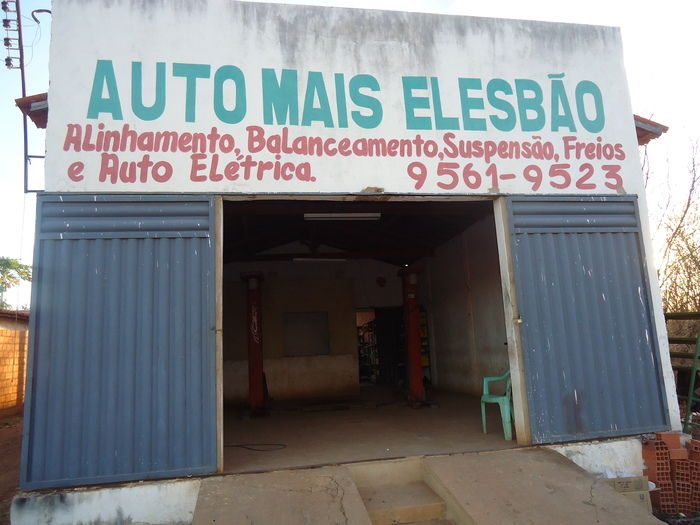 AUTO MAIS ELESBÃO
Alinhamento, Balanceamento, Suspensão, Freios
e Auto Elétrica. 9561-9523